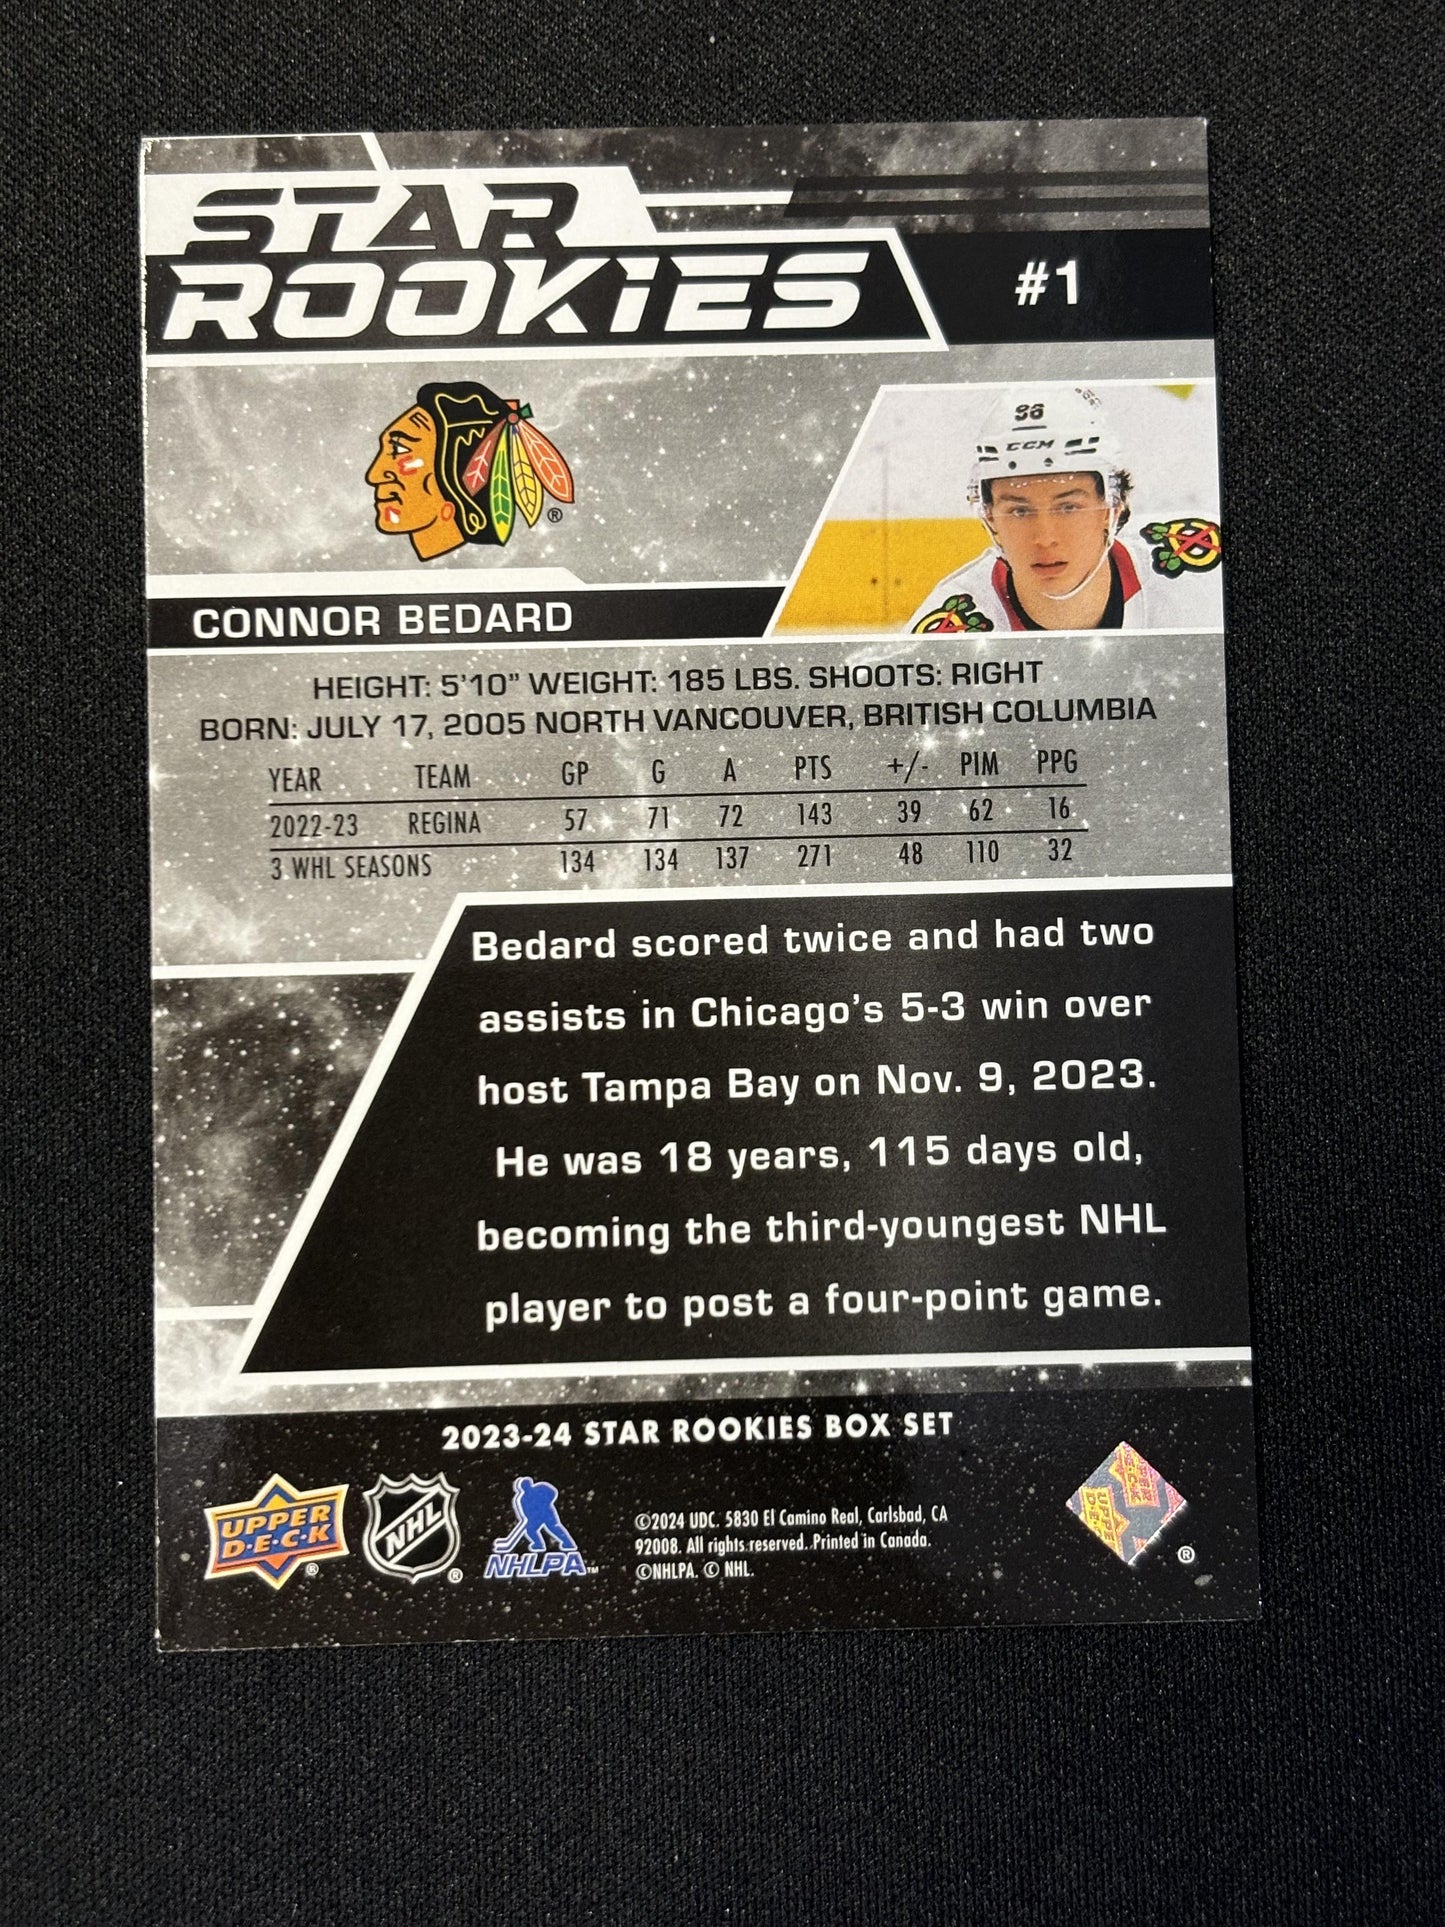 STAR
ROOKIES
#1
®
CCM
CONNOR BEDARD
HEIGHT: 5'10" WEIGHT: 185 LBS. SHOOTS: RIGHT
BORN: JULY 17, 2005 NORTH VANCOUVER, BRITISH COLUMBIA
YEAR TEAM GP G A PTS +/- PIM PPG
2022-23 REGINA 57 71 72 143 39 62 16
3 WHL SEASONS 134 134 137 271 48 110 32
Bedard scored twice and had two
assists in Chicago's 5-3 win over
host Tampa Bay on Nov. 9, 2023.
He was 18 years, 115 days old,
becoming the third-youngest NHL
player to post a four-point game.
2023-24 STAR ROOKIES BOX SET
UPPER
D·E·C·K
®
NHL
®
NHLPA™
©2024 UDC. 5830 El Camino Real, Carlsbad, CA
92008. All rights reserved. Printed in Canada.
©NHLPA. © NHL.
®